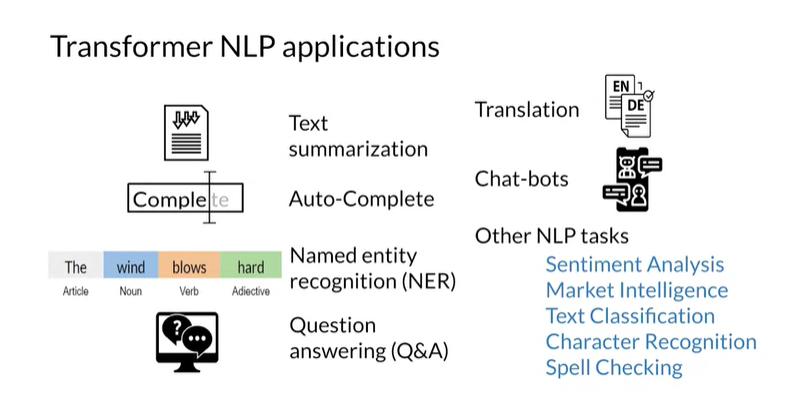 Transformer NLP applications
Text
summarization
Complete
Auto-Complete
The wind blows hard
Article Noun Verb Adjective
Named entity
recognition (NER)
?
Question
answering (Q&A)
Translation
EN
DE
Chat-bots
Other NLP tasks
Sentiment Analysis
Market Intelligence
Text Classification
Character Recognition
Spell Checking